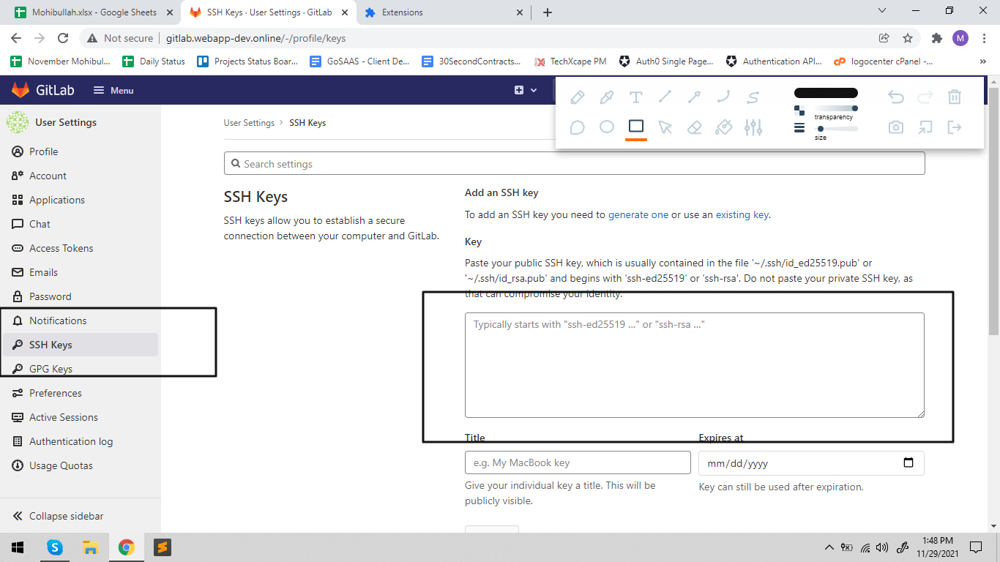 Mohibullah.xlsx - Google Sheets
SSH Keys · User Settings · GitLab
Extensions
Not secure
gitlab.webapp-dev.online/-/profile/keys
M
November Mohibul...
Daily Status
Projects Status Boar...
GoSAAS - Client De...
30SecondContracts...
TechXcape PM
Auth0 Single Page...
Authentication API...
logocenter cPanel -...
»
GitLab
Menu
transparency
size
User Settings
Profile
Account
Applications
Chat
Access Tokens
Emails
Password
Notifications
SSH Keys
GPG Keys
Preferences
Active Sessions
Authentication log
Usage Quotas
Collapse sidebar
User Settings > SSH Keys
Search settings
SSH Keys
SSH keys allow you to establish a secure
connection between your computer and GitLab.
Add an SSH key
To add an SSH key you need to generate one or use an existing key.
Key
Paste your public SSH key, which is usually contained in the file '~/.ssh/id_ed25519.pub' or
'~/.ssh/id_rsa.pub' and begins with 'ssh-ed25519' or 'ssh-rsa'. Do not paste your private SSH key, as
that can compromise your identity.
Typically starts with "ssh-ed25519 ..." or "ssh-rsa ..."
Title
Expires at
e.g. My MacBook key
mm/dd/yyyy
Give your individual key a title. This will be
publicly visible.
Key can still be used after expiration.
1:48 PM
11/29/2021